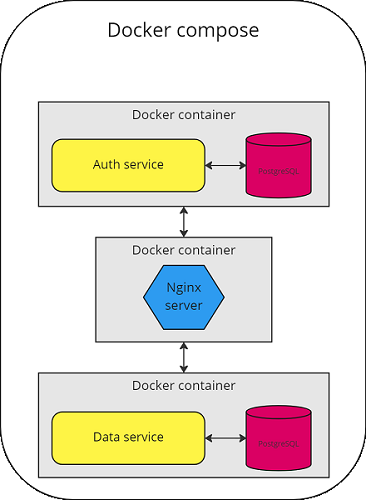 Docker compose
Docker container
Auth service
PostgreSQL
Docker container
Nginx
server
Docker container
Data service
PostgreSQL